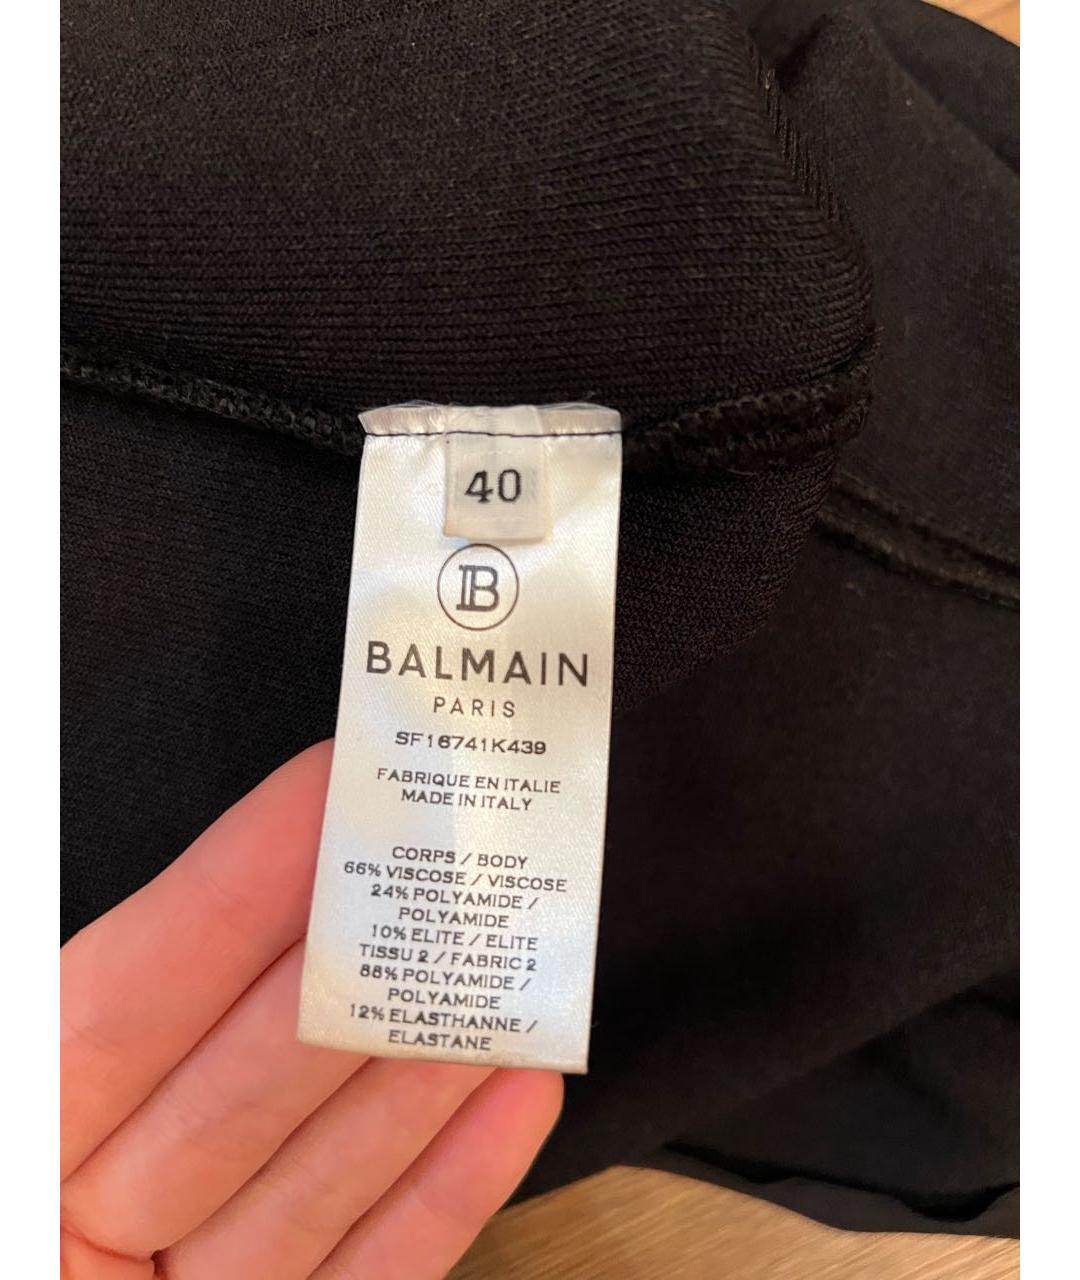 40
B
BALMAIN
PARIS
SF16741K439
FABRIQUE EN ITALIE
MADE IN ITALY
CORPS / BODY
66% VISCOSE / VISCOSE
24% POLYAMIDE /
POLYAMIDE
10% ELITE / ELITE
TISSU 2 / FABRIC 2
88% POLYAMIDE /
POLYAMIDE
12% ELASTHANNE /
ELASTANE